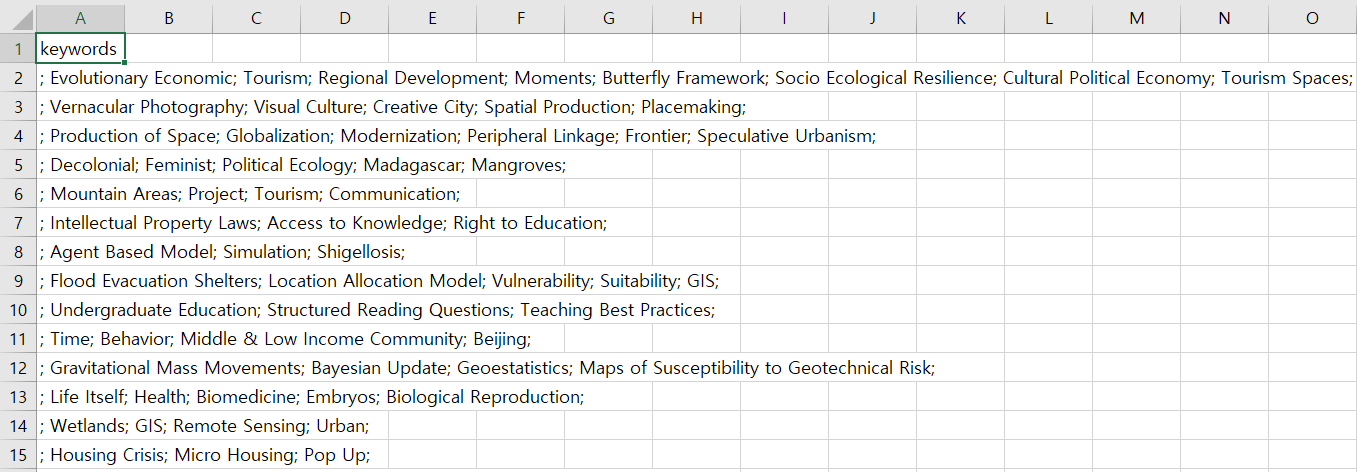 A B C D E F G H I J K L M N O
1 keywords
2 ; Evolutionary Economic; Tourism; Regional Development; Moments; Butterfly Framework; Socio Ecological Resilience; Cultural Political Economy; Tourism Spaces;
3 ; Vernacular Photography; Visual Culture; Creative City; Spatial Production; Placemaking;
4 ; Production of Space; Globalization; Modernization; Peripheral Linkage; Frontier; Speculative Urbanism;
5 ; Decolonial; Feminist; Political Ecology; Madagascar; Mangroves;
6 ; Mountain Areas; Project; Tourism; Communication;
7 ; Intellectual Property Laws; Access to Knowledge; Right to Education;
8 ; Agent Based Model; Simulation; Shigellosis;
9 ; Flood Evacuation Shelters; Location Allocation Model; Vulnerability; Suitability; GIS;
10 ; Undergraduate Education; Structured Reading Questions; Teaching Best Practices;
11 ; Time; Behavior; Middle & Low Income Community; Beijing;
12 ; Gravitational Mass Movements; Bayesian Update; Geoestatistics; Maps of Susceptibility to Geotechnical Risk;
13 ; Life Itself; Health; Biomedicine; Embryos; Biological Reproduction;
14 ; Wetlands; GIS; Remote Sensing; Urban;
15 ; Housing Crisis; Micro Housing; Pop Up;